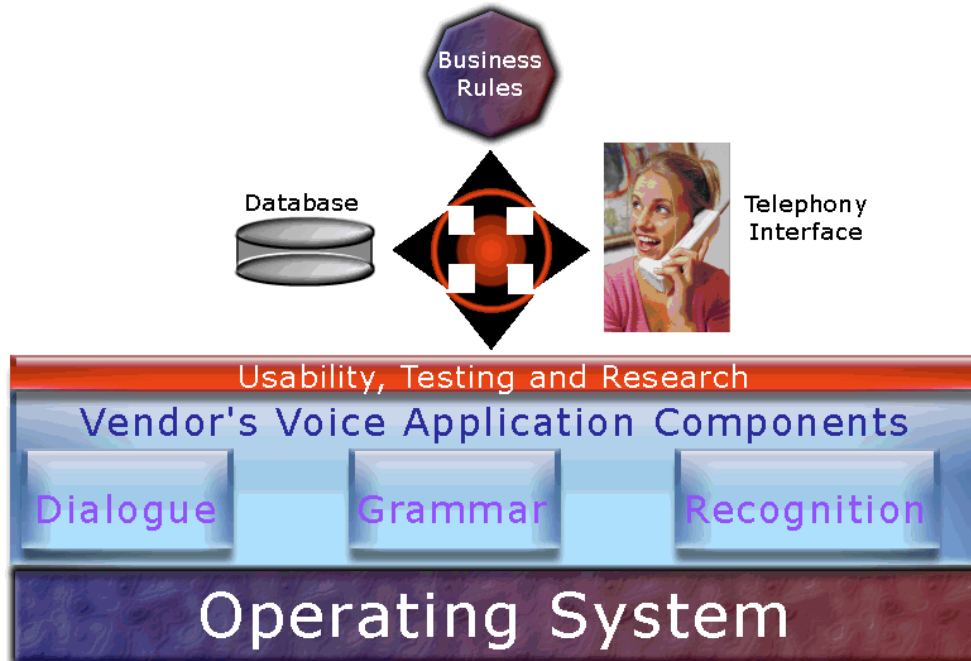 Business
Rules
Database
Telephony
Interface
Usability, Testing and Research
Vendor's Voice Application Components
Dialogue
Grammar
Recognition
Operating System